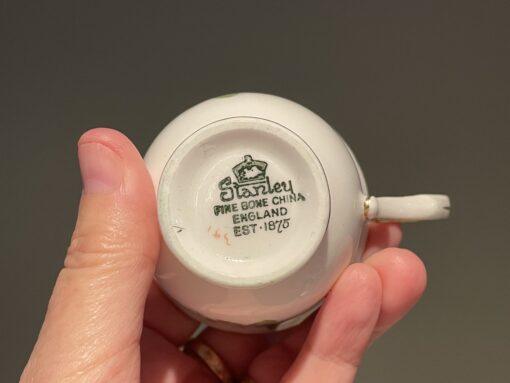 Stanley
FINE BONE CHINA
ENGLAND
EST·1875